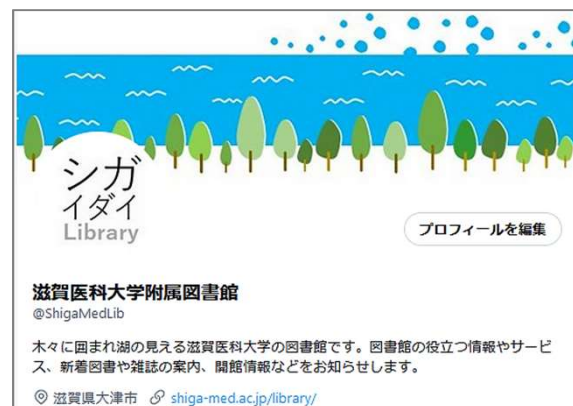 シガ
イダイ
Library
プロフィールを編集
滋賀医科大学附属図書館
@ShigaMedLib
木々に囲まれ湖の見える滋賀医科大学の図書館です。図書館の役立つ情報やサービ
ス、新着図書や雑誌の案内、開館情報などをお知らせします。
滋賀県大津市 shiga-med.ac.jp/library/